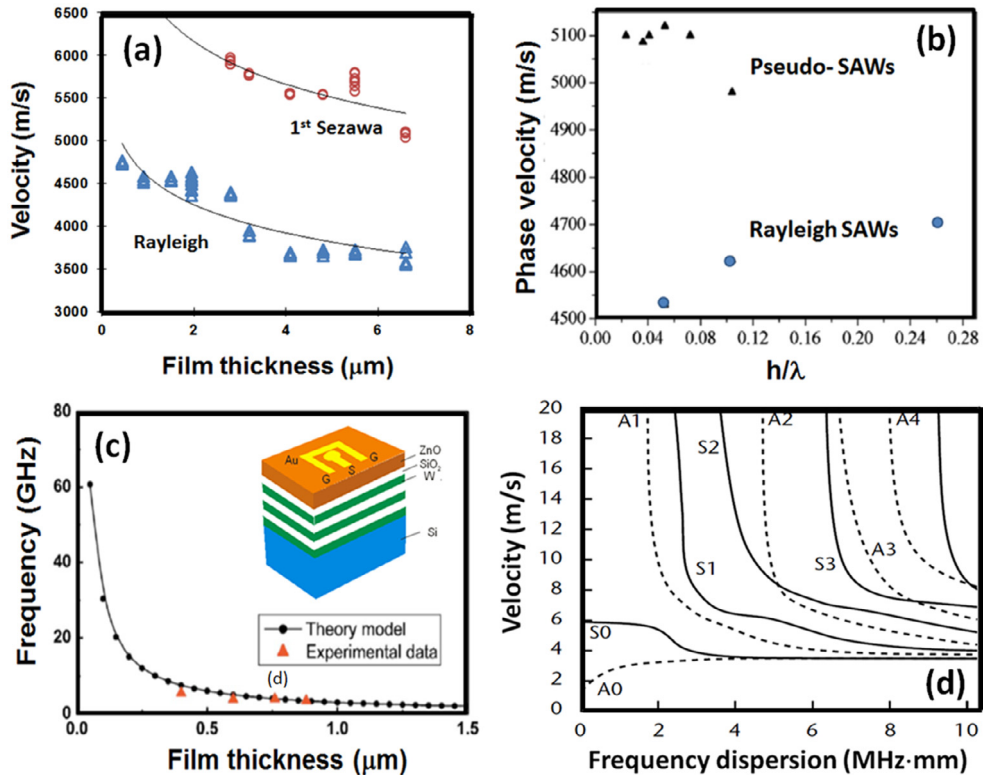 (a)
6500
6000
5500
5000
4500
4000
3500
3000
Velocity (m/s)
1st Sezawa
Rayleigh
0
2
4
6
8
Film thickness (μm)
(b)
5100
5000
4900
4800
4700
4600
4500
Phase velocity (m/s)
Pseudo- SAWs
Rayleigh SAWs
0.00
0.04
0.08
0.12
0.16
0.20
0.24
0.28
h/λ
(c)
80
60
40
20
0
Frequency (GHz)
Au
G
S
G
ZnO
SiO2
W
Si
Theory model
Experimental data
(d)
0.0
0.5
1.0
1.5
Film thickness (μm)
20
18
16
14
12
10
8
6
4
2
0
Velocity (m/s)
A1
S2
A2
A4
S1
S3
A3
S0
A0
(d)
0
2
4
6
8
10
Frequency dispersion (MHz·mm)